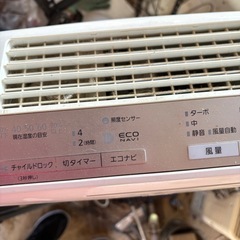 照度センサー
現在湿度の目安
4
2(時間)
ECO
NAVI
ターボ
中
静音
風量自動
チャイルドロック
(3秒押し)
切タイマー
エコナビ
風量